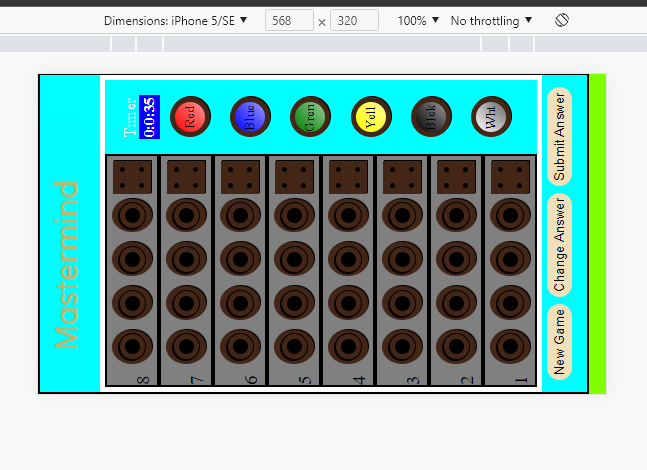 Dimensions: iPhone 5/SE ▼ 568 × 320 100% ▼ No throttling ▼
Mastermind
Timer
0:0:35
Red
Blue
Gren
Yell
Blck
Wht
8
7
6
5
4
3
2
1
New Game
Change Answer
Submit Answer